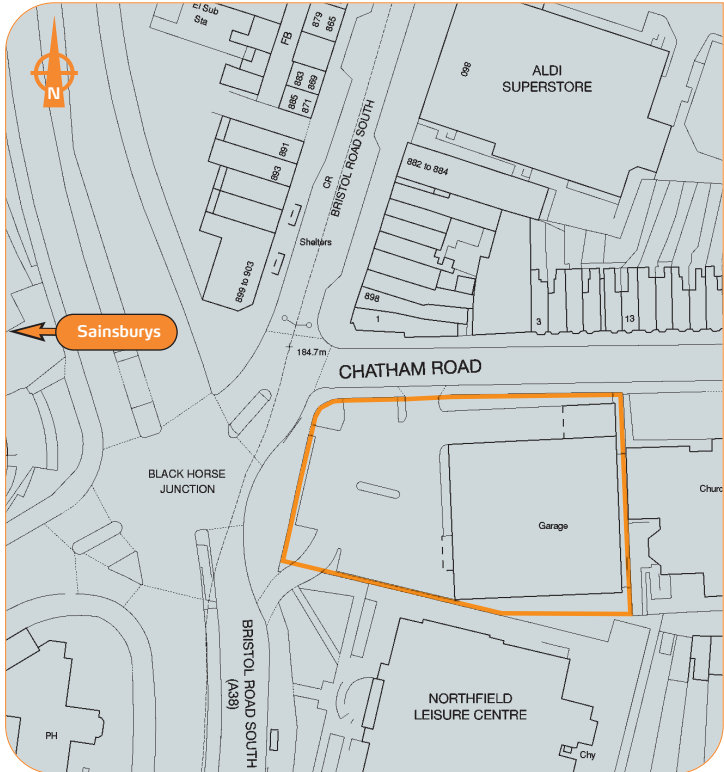 El Sub
Sta
FB
879
865
883
869
885
871
891
893
899 to 903
N
BRISTOL ROAD SOUTH
CR
Shelters
860
ALDI
SUPERSTORE
882 to 884
898
1
3
13
Sainsburys
184.7m
CHATHAM ROAD
BLACK HORSE
JUNCTION
Garage
Churc
BRISTOL ROAD SOUTH
(A38)
NORTHFIELD
LEISURE CENTRE
PH
Chy